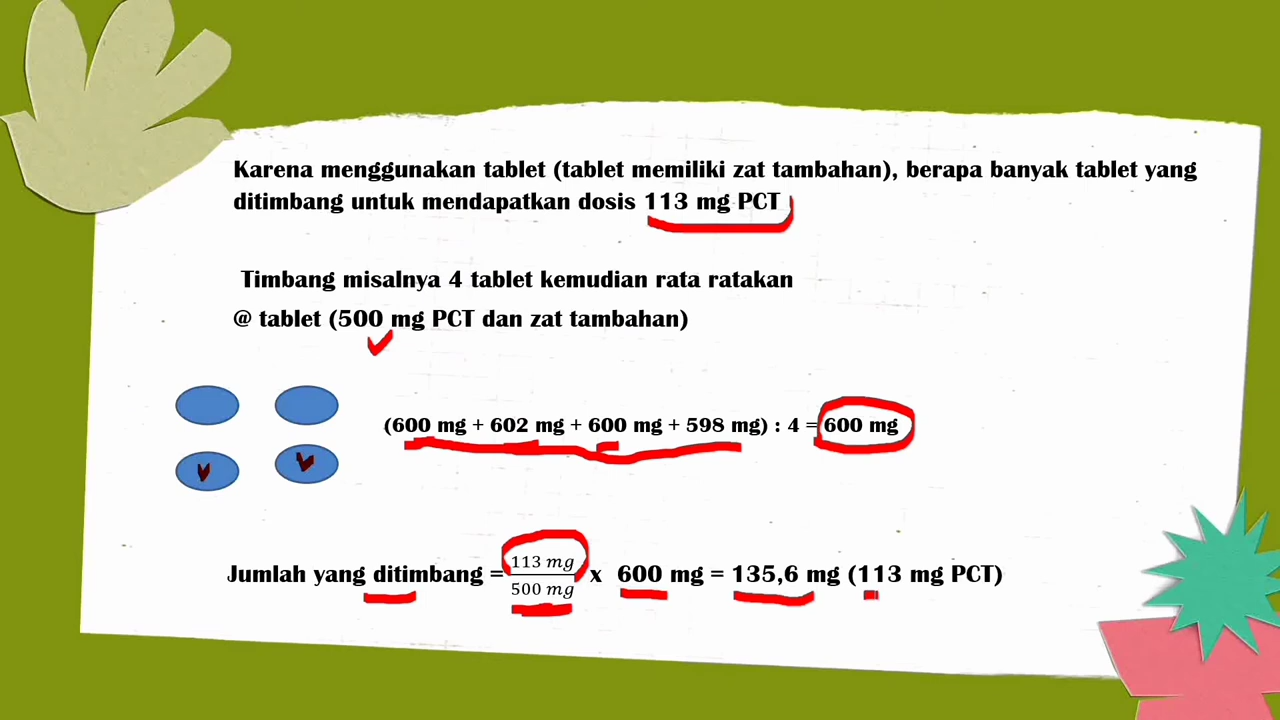 Karena menggunakan tablet (tablet memiliki zat tambahan), berapa banyak tablet yang
ditimbang untuk mendapatkan dosis 113 mg PCT
Timbang misalnya 4 tablet kemudian rata ratakan
@ tablet (500 mg PCT dan zat tambahan)
(600 mg + 602 mg + 600 mg + 598 mg) : 4 = 600 mg
Jumlah yang ditimbang = 113 mg / 500 mg x 600 mg = 135,6 mg (113 mg PCT)